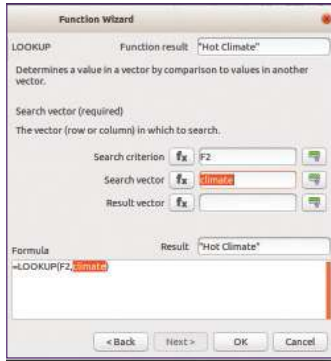 Function Wizard
LOOKUP Function result "Hot Climate"
Determines a value in a vector by comparison to values in another
vector.
Search vector (required)
The vector (row or column) in which to search.
Search criterion fx F2
Search vector fx climate
Result vector fx
Formula Result "Hot Climate"
=LOOKUP(F2,climate)
< Back Next > OK Cancel